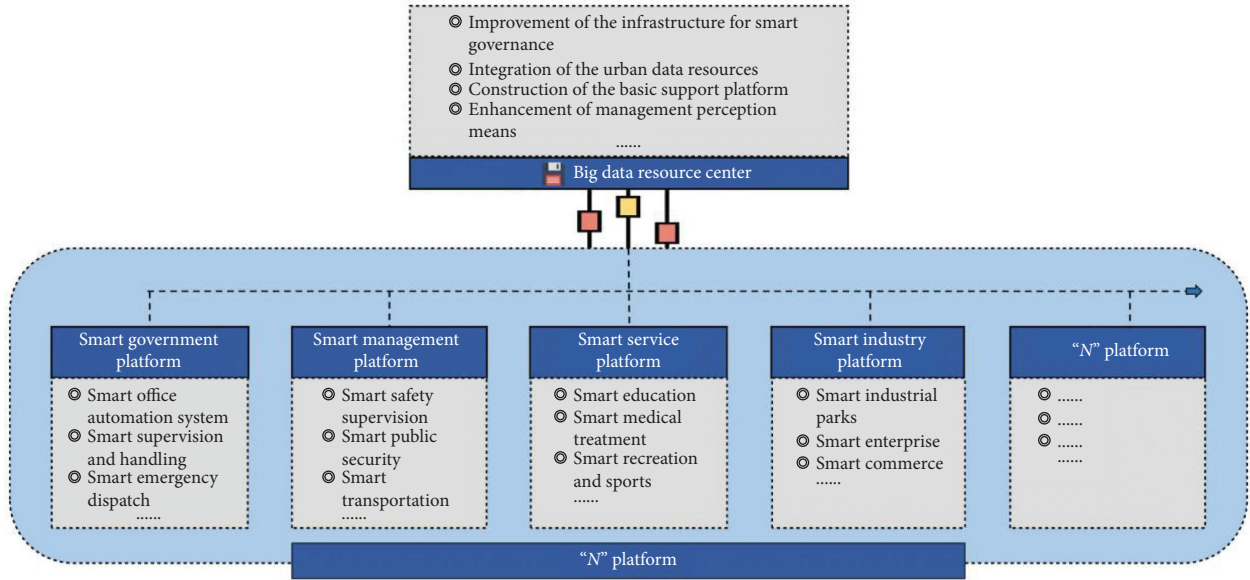 ◎ Improvement of the infrastructure for smart
governance
◎ Integration of the urban data resources
◎ Construction of the basic support platform
◎ Enhancement of management perception
means
......
Big data resource center
Smart government
platform
◎ Smart office
automation system
◎ Smart supervision
and handling
◎ Smart emergency
dispatch
......
Smart management
platform
◎ Smart safety
supervision
◎ Smart public
security
◎ Smart
transportation
......
Smart service
platform
◎ Smart education
◎ Smart medical
treatment
◎ Smart recreation
and sports
......
Smart industry
platform
◎ Smart industrial
parks
◎ Smart enterprise
◎ Smart commerce
......
“N” platform
◎ ......
◎ ......
◎ ......
......
“N” platform